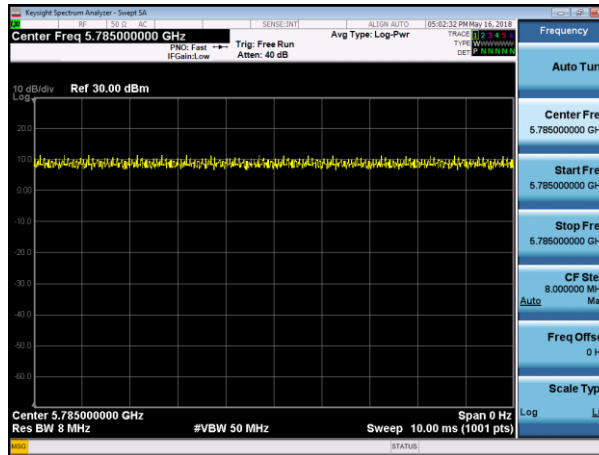 Keysight Spectrum Analyzer - Swept SA
RF 50 Ω AC SENSE:INT ALIGN AUTO 05:02:32 PM May 16, 2018
Center Freq 5.785000000 GHz
PNO: Fast
IFGain:Low
Trig: Free Run
Atten: 40 dB
Avg Type: Log-Pwr
TRACE 1 2 3 4 5 6
TYPE WWWWWW
DET P NNNNN
10 dB/div Ref 30.00 dBm
Log
20.0
10.0
0.00
-10.0
-20.0
-30.0
-40.0
-50.0
-60.0
Center 5.785000000 GHz Span 0 Hz
Res BW 8 MHz #VBW 50 MHz Sweep 10.00 ms (1001 pts)
MSG STATUS
Frequency
Auto Tun
Center Fre
5.785000000 GH
Start Fre
5.785000000 GH
Stop Fre
5.785000000 GH
CF Ste
8.000000 MH
Auto Ma
Freq Offse
0 H
Scale Typ
Log Li